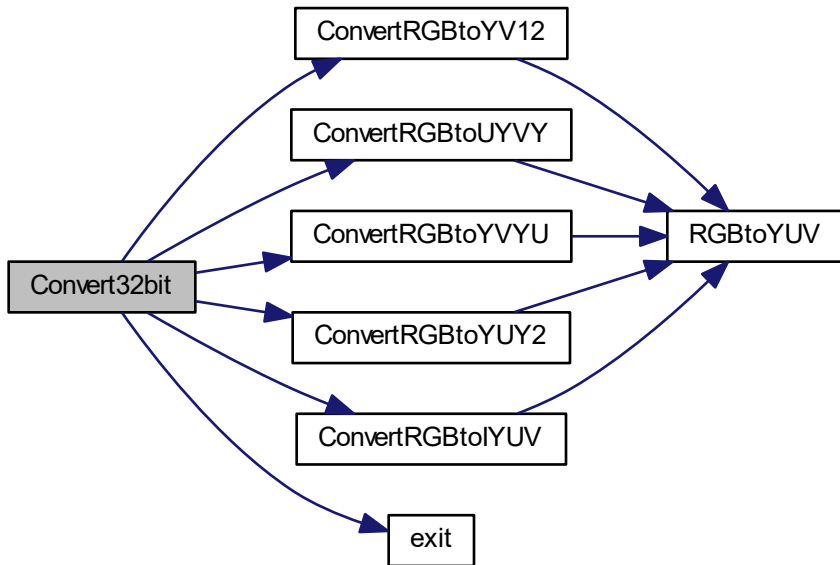 ConvertRGBtoYV12
ConvertRGBtoUYVY
ConvertRGBtoYVYU
RGBtoYUV
Convert32bit
ConvertRGBtoYUY2
ConvertRGBtoIYUV
exit